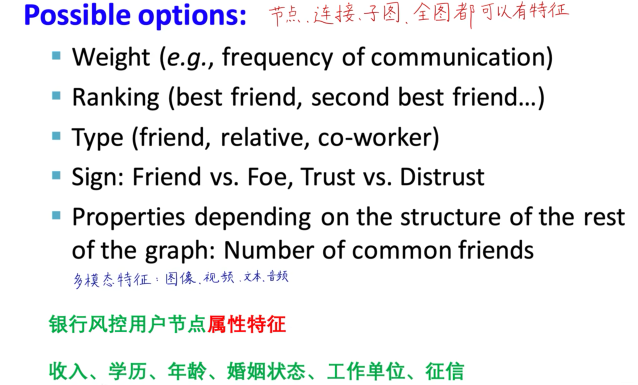 Possible options: 节点、连接、子图、全图都可以有特征
Weight (e.g., frequency of communication)
Ranking (best friend, second best friend…)
Type (friend, relative, co-worker)
Sign: Friend vs. Foe, Trust vs. Distrust
Properties depending on the structure of the rest
of the graph: Number of common friends
多模态特征：图像、视频、文本、音频
银行风控用户节点属性特征
收入、学历、年龄、婚姻状态、工作单位、征信